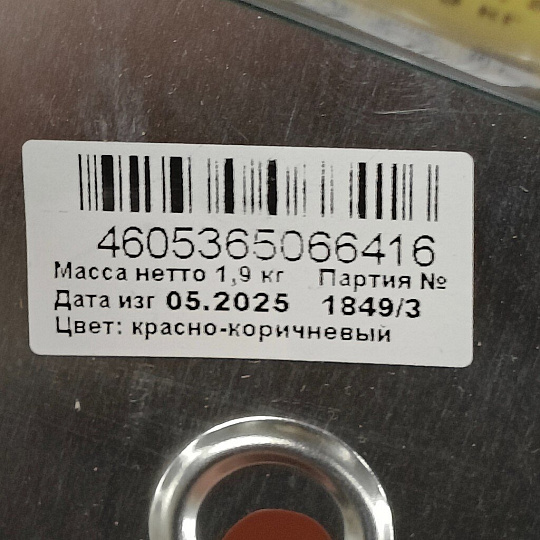 4605365066416
Масса нетто 1,9 кг Партия №
Дата изг 05.2025 1849/3
Цвет: красно-коричневый